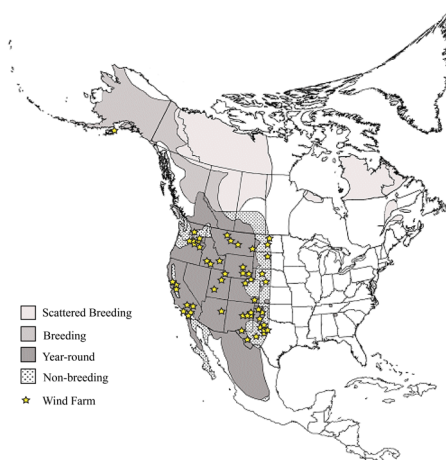 Scattered Breeding
Breeding
Year-round
Non-breeding
Wind Farm